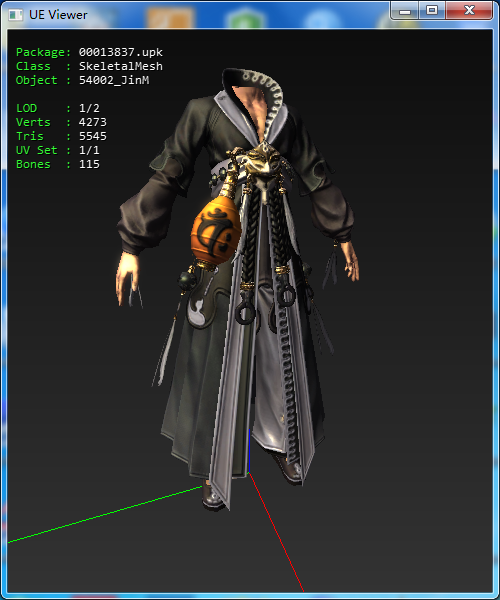 UE Viewer
Package: 00013837.upk
Class : SkeletalMesh
Object : 54002_JinM
LOD : 1/2
Verts : 4273
Tris : 5545
UV Set : 1/1
Bones : 115